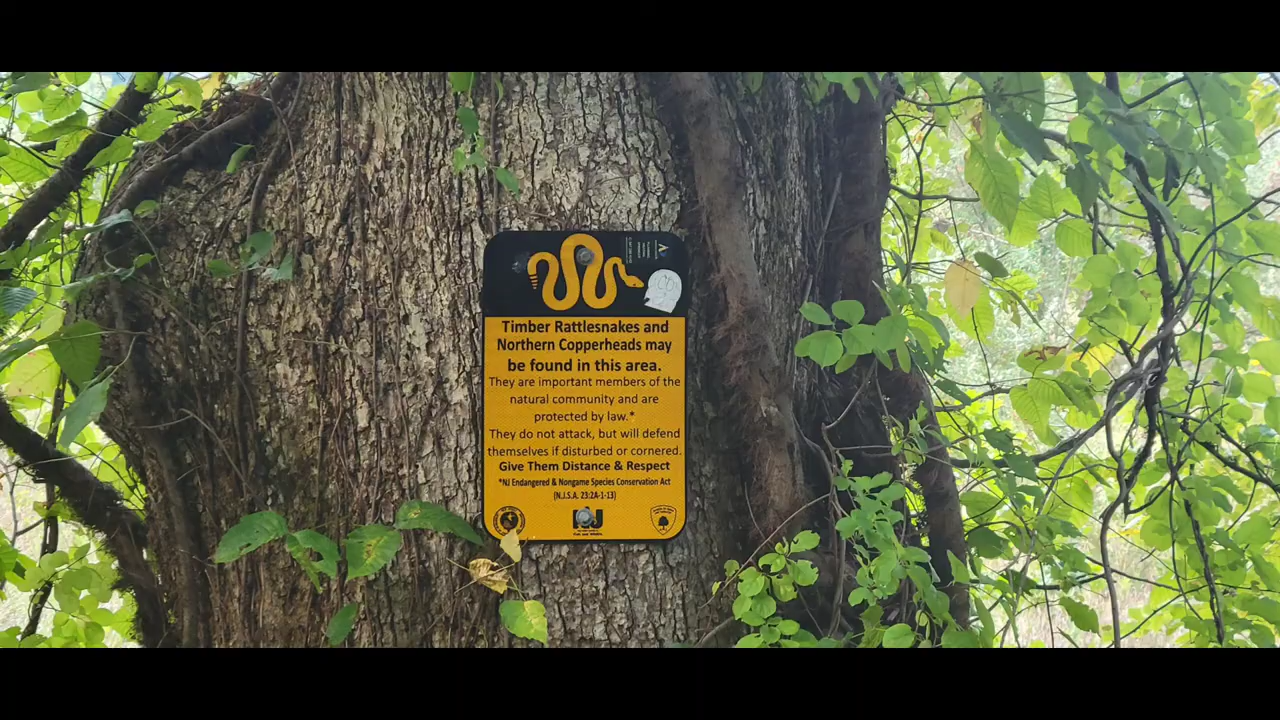 Timber Rattlesnakes and
Northern Copperheads may
be found in this area.
They are important members of the
natural community and are
protected by law.*
They do not attack, but will defend
themselves if disturbed or cornered.
Give Them Distance & Respect
*NJ Endangered & Nongame Species Conservation Act
(N.J.S.A. 23:2A-1-13)